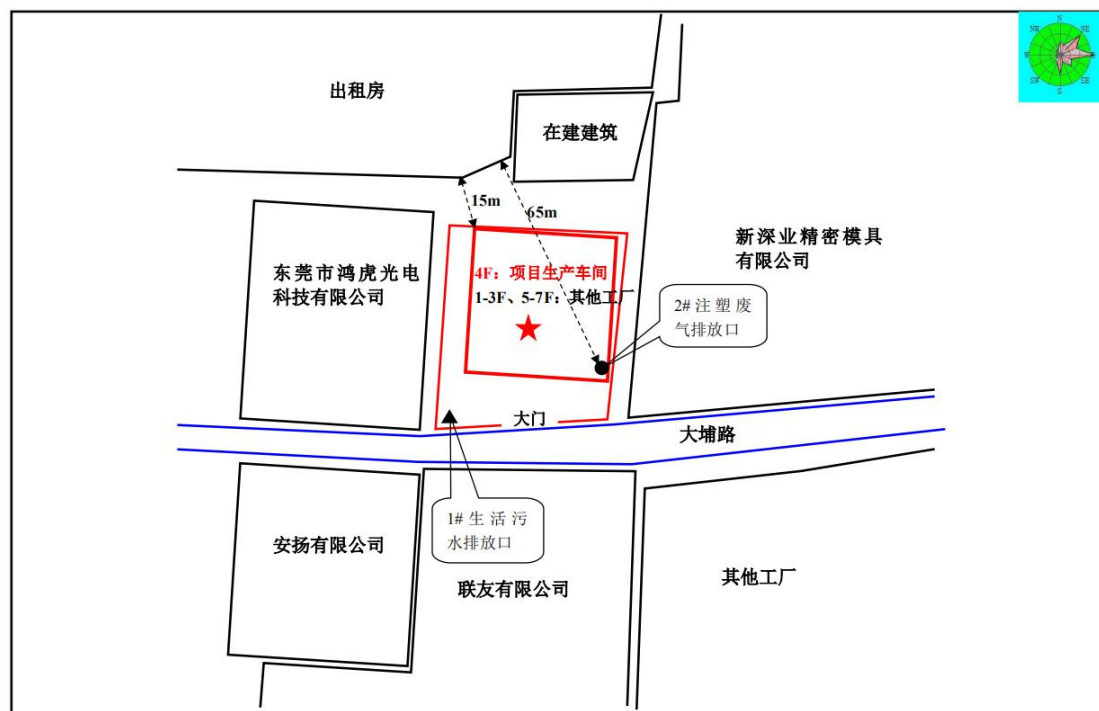 N
NW
NE
W
E
SW
SE
S
出租房
在建建筑
15m
65m
新深业精密模具
有限公司
东莞市鸿虎光电
科技有限公司
4F：项目生产车间
1-3F、5-7F：其他工厂
2#注塑废
气排放口
大门
大埔路
1#生活污
水排放口
安扬有限公司
联友有限公司
其他工厂